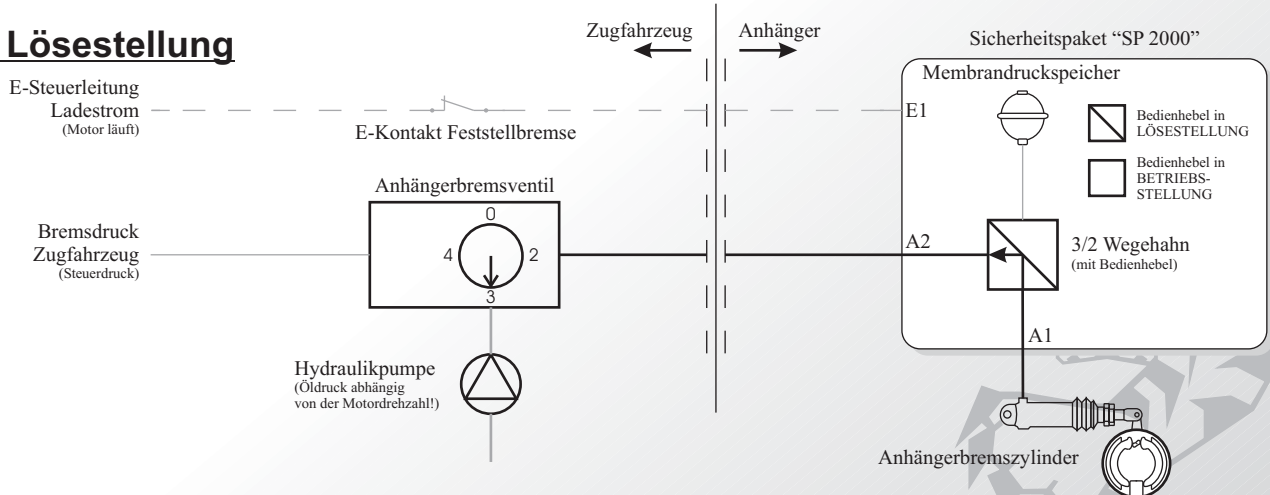 Lösestellung
Zugfahrzeug
Anhänger
Sicherheitspaket “SP 2000”
E-Steuerleitung
Ladestrom
(Motor läuft)
E-Kontakt Feststellbremse
E1
Membrandruckspeicher
Bedienhebel in
LÖSESTELLUNG
Bedienhebel in
BETRIEBS-
STELLUNG
Anhängerbremsventil
0
4
2
3
Bremsdruck
Zugfahrzeug
(Steuerdruck)
A2
3/2 Wegehahn
(mit Bedienhebel)
A1
Hydraulikpumpe
(Öldruck abhängig
von der Motordrehzahl!)
Anhängerbremszylinder